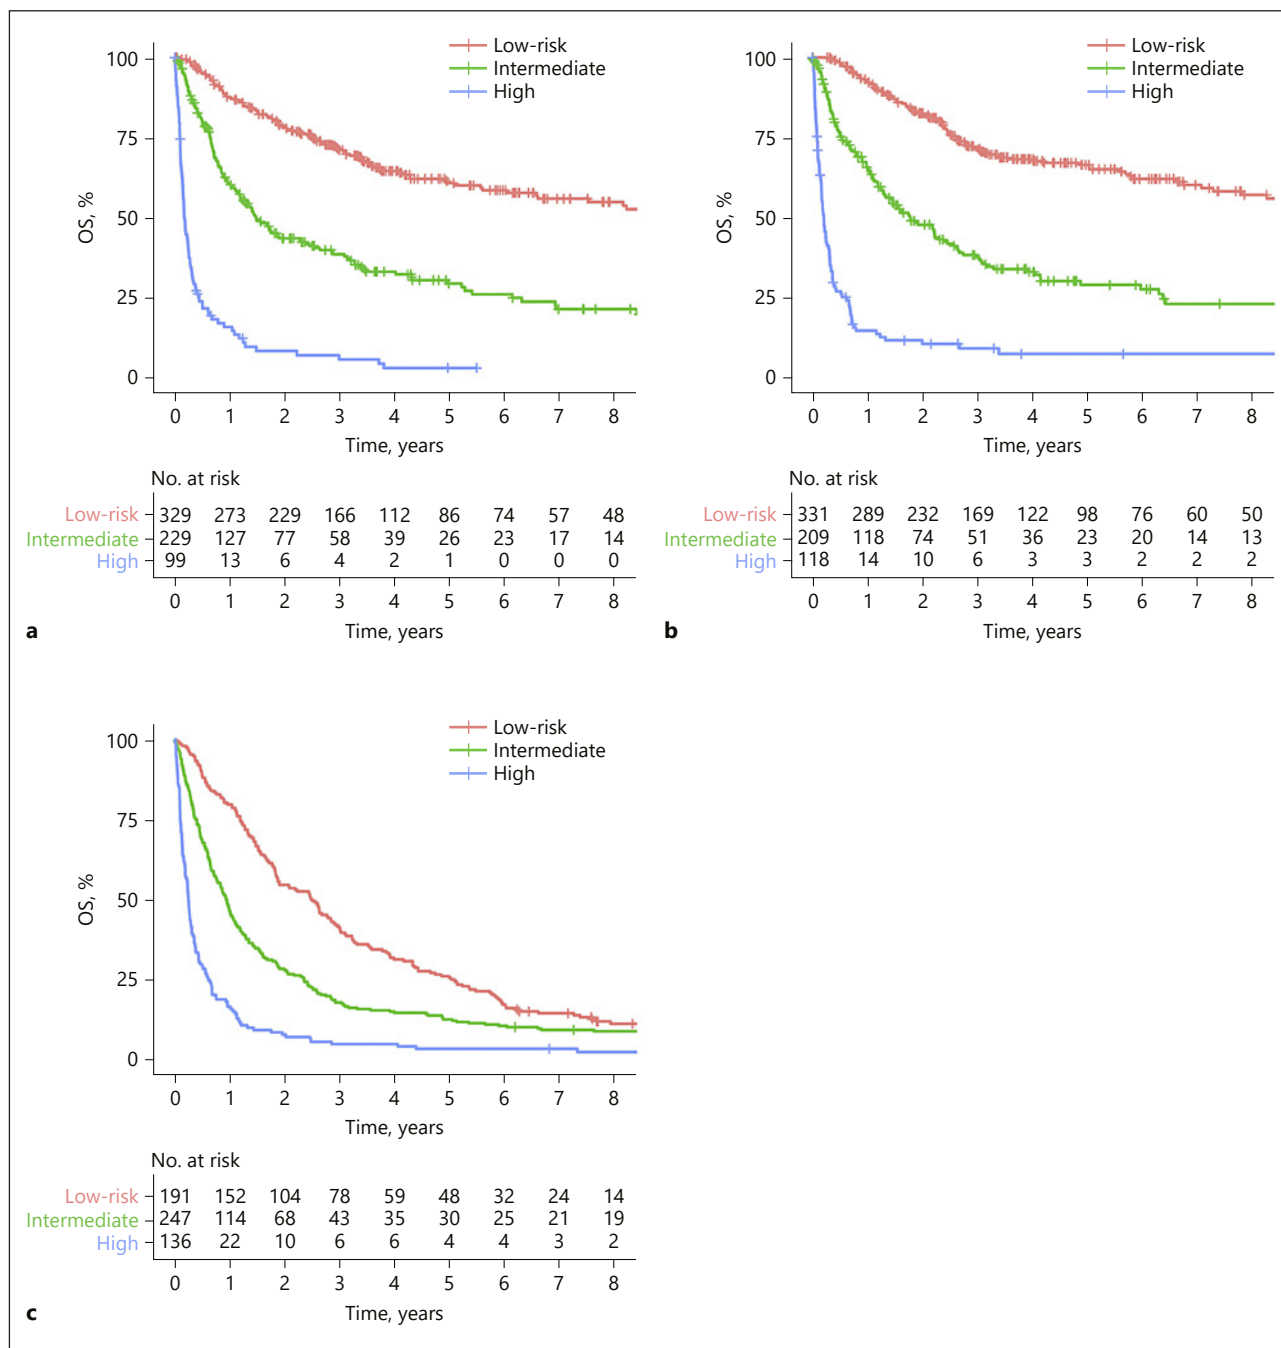 Low-risk
Intermediate
High
100
75
50
25
0
OS, %
0 1 2 3 4 5 6 7 8
Time, years
No. at risk
Low-risk 329 273 229 166 112 86 74 57 48
Intermediate 229 127 77 58 39 26 23 17 14
High 99 13 6 4 2 1 0 0 0
0 1 2 3 4 5 6 7 8
Time, years
a
Low-risk
Intermediate
High
100
75
50
25
0
OS, %
0 1 2 3 4 5 6 7 8
Time, years
No. at risk
Low-risk 331 289 232 169 122 98 76 60 50
Intermediate 209 118 74 51 36 23 20 14 13
High 118 14 10 6 3 3 2 2 2
0 1 2 3 4 5 6 7 8
Time, years
b
Low-risk
Intermediate
High
100
75
50
25
0
OS, %
0 1 2 3 4 5 6 7 8
Time, years
No. at risk
Low-risk 191 152 104 78 59 48 32 24 14
Intermediate 247 114 68 43 35 30 25 21 19
High 136 22 10 6 6 4 4 3 2
0 1 2 3 4 5 6 7 8
Time, years
c